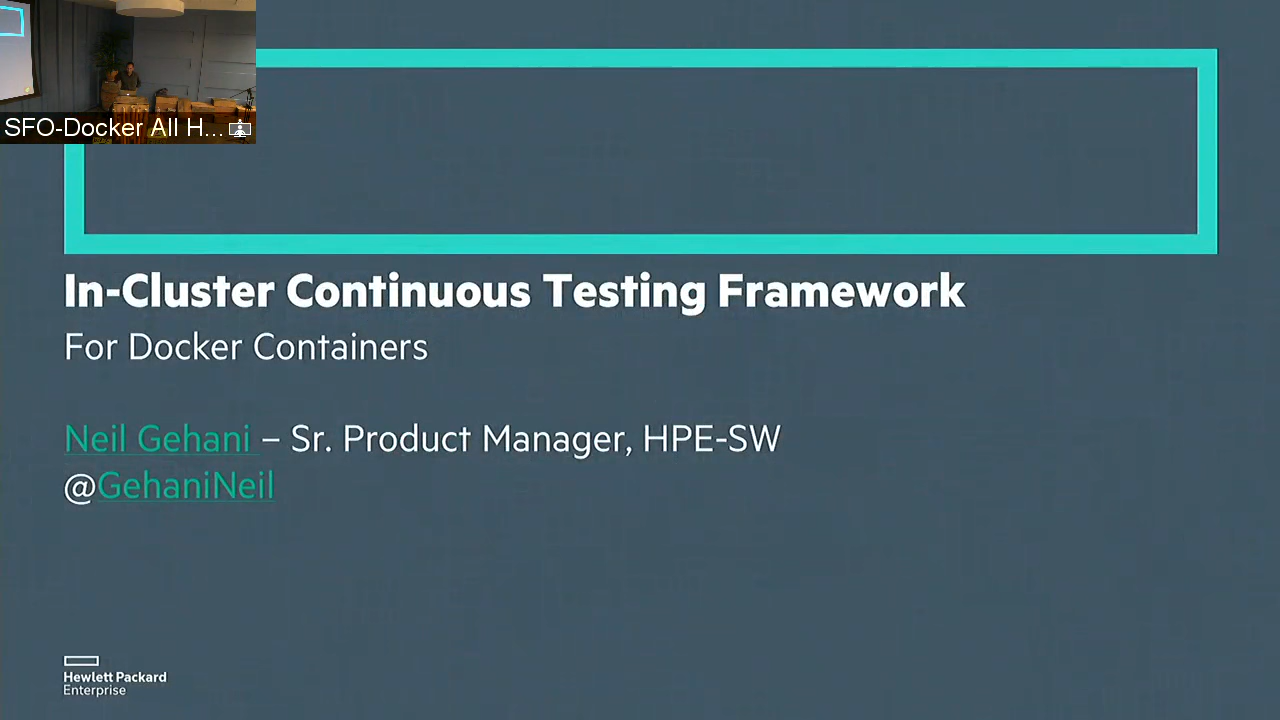 SFO-Docker All H...
In-Cluster Continuous Testing Framework
For Docker Containers
Neil Gehani – Sr. Product Manager, HPE-SW
@GehaniNeil
Hewlett Packard
Enterprise